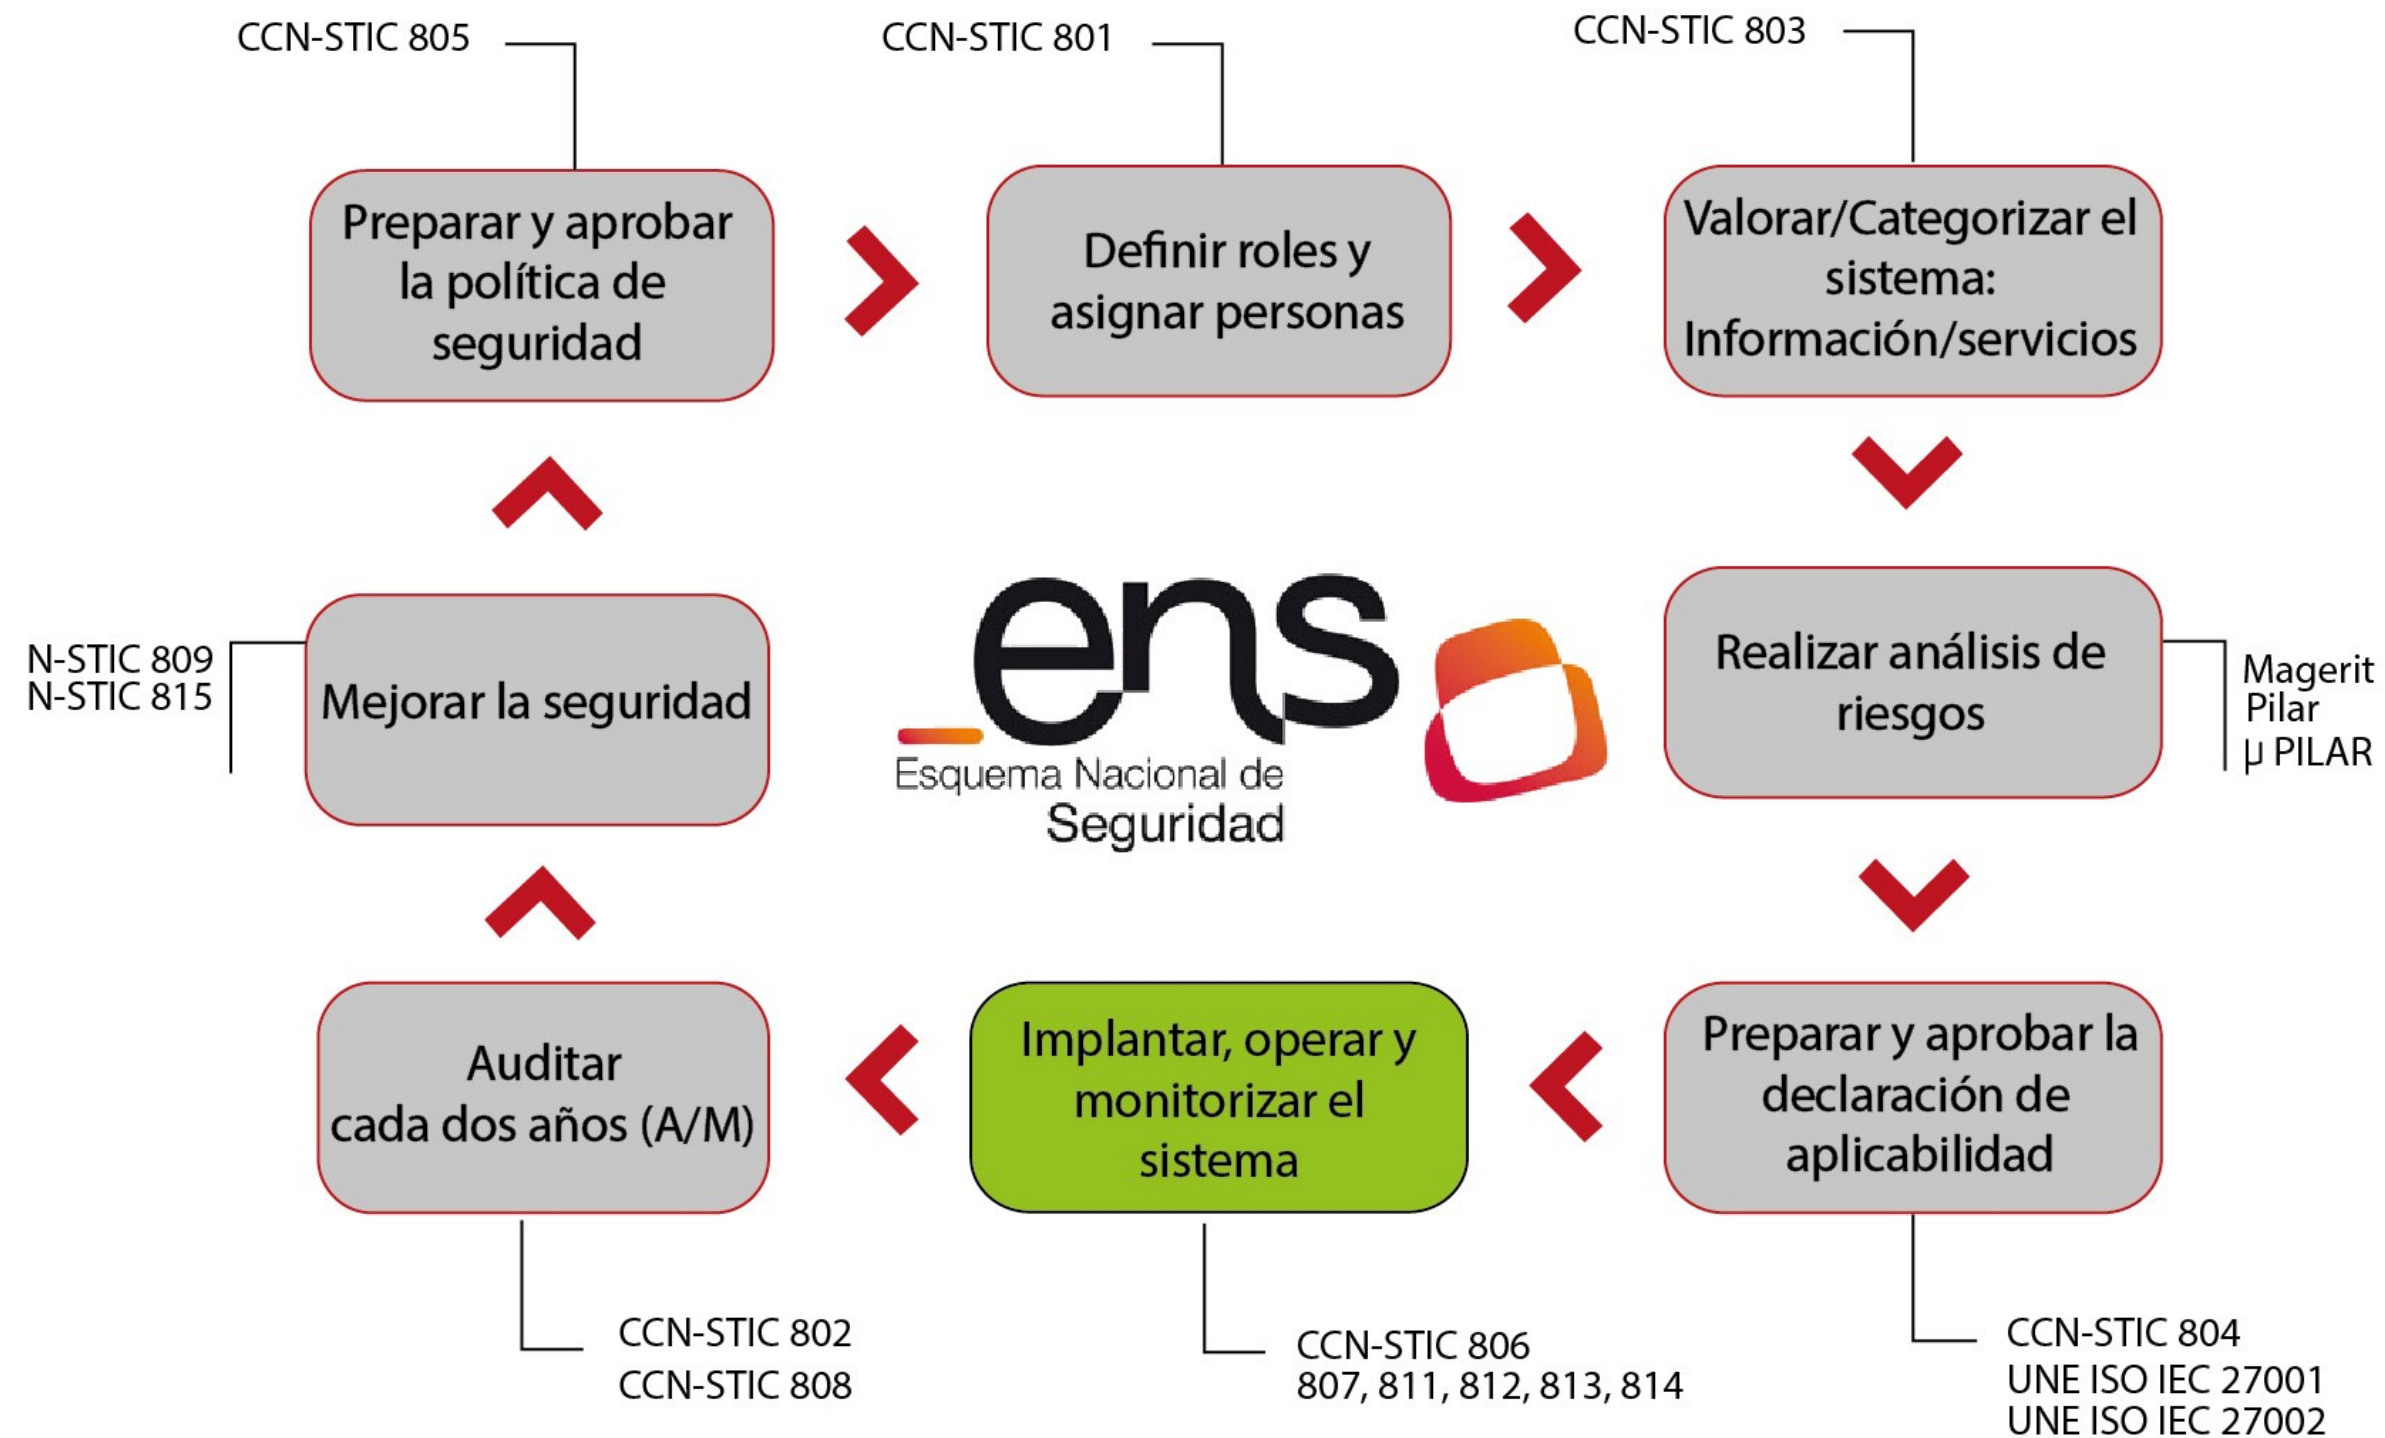 CCN-STIC 805
CCN-STIC 801
CCN-STIC 803
Preparar y aprobar
la política de
seguridad
Definir roles y
asignar personas
Valorar/Categorizar el
sistema:
Información/servicios
N-STIC 809
N-STIC 815
Mejorar la seguridad
ens
Esquema Nacional de
Seguridad
Realizar análisis de
riesgos
Magerit
Pilar
μ PILAR
Auditar
cada dos años (A/M)
Implantar, operar y
monitorizar el
sistema
Preparar y aprobar la
declaración de
aplicabilidad
CCN-STIC 802
CCN-STIC 808
CCN-STIC 806
807, 811, 812, 813, 814
CCN-STIC 804
UNE ISO IEC 27001
UNE ISO IEC 27002